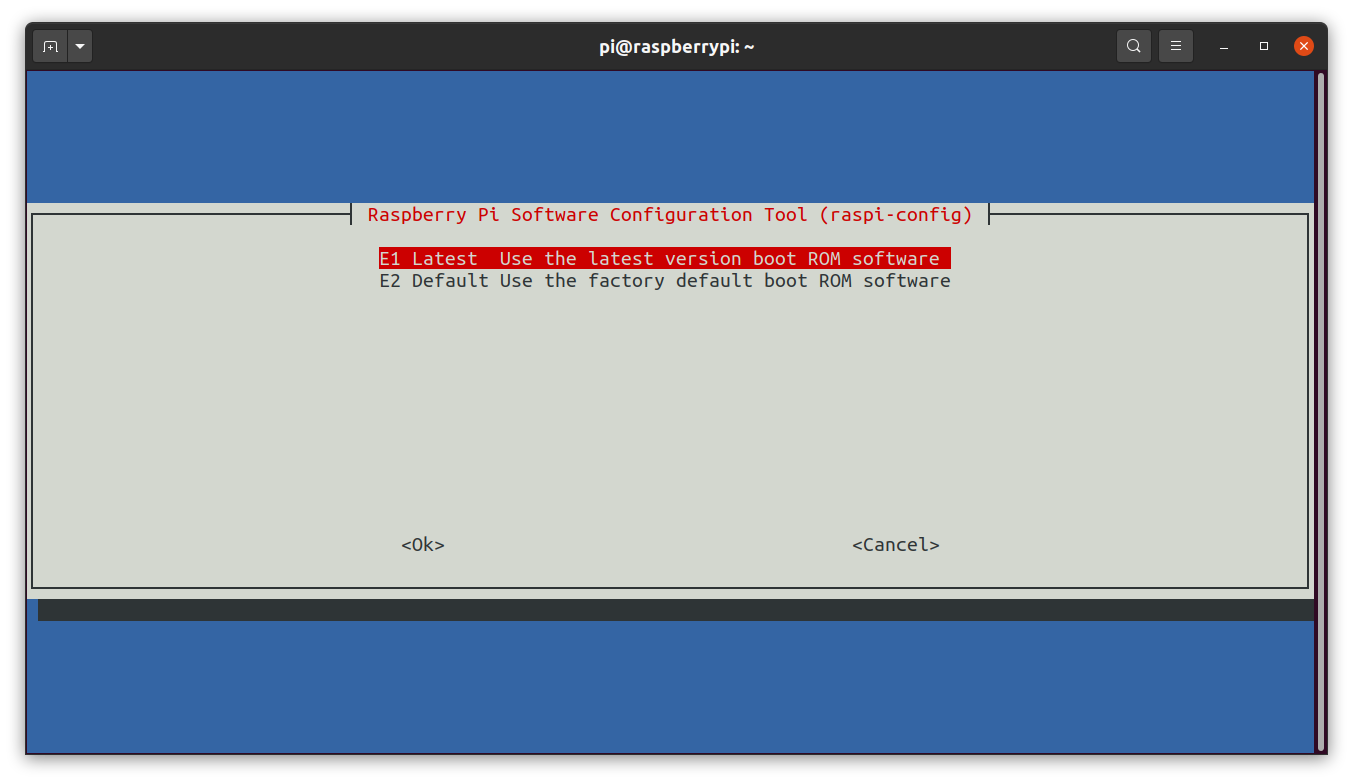 pi@raspberrypi: ~
Raspberry Pi Software Configuration Tool (raspi-config)
E1 Latest  Use the latest version boot ROM software
E2 Default Use the factory default boot ROM software
<Ok> <Cancel>